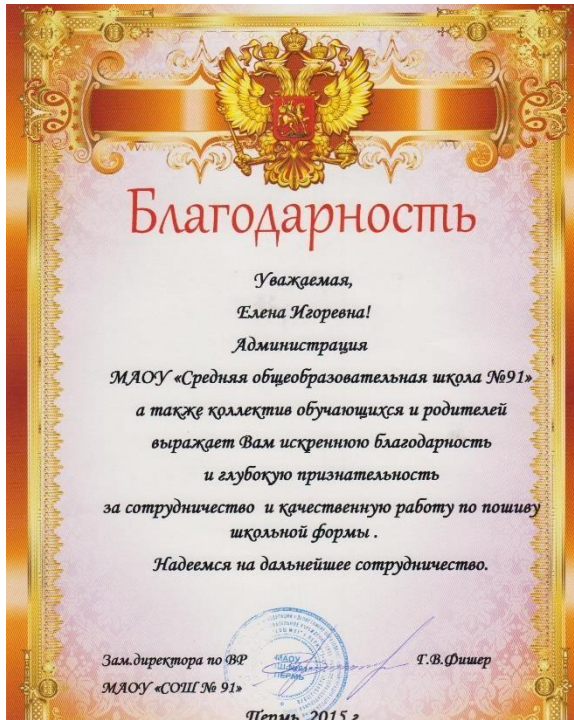 Благодарность
Уважаемая,
Елена Игоревна!
Администрация
МАОУ «Средняя общеобразовательная школа №91»
а также коллектив обучающихся и родителей
выражает Вам искреннюю благодарность
и глубокую признательность
за сотрудничество и качественную работу по пошиву
школьной формы .
Надеемся на дальнейшее сотрудничество.
Зам.директора по ВР
Т.В.Фишер
МАОУ «СОШ № 91»
Пермь 2015 г